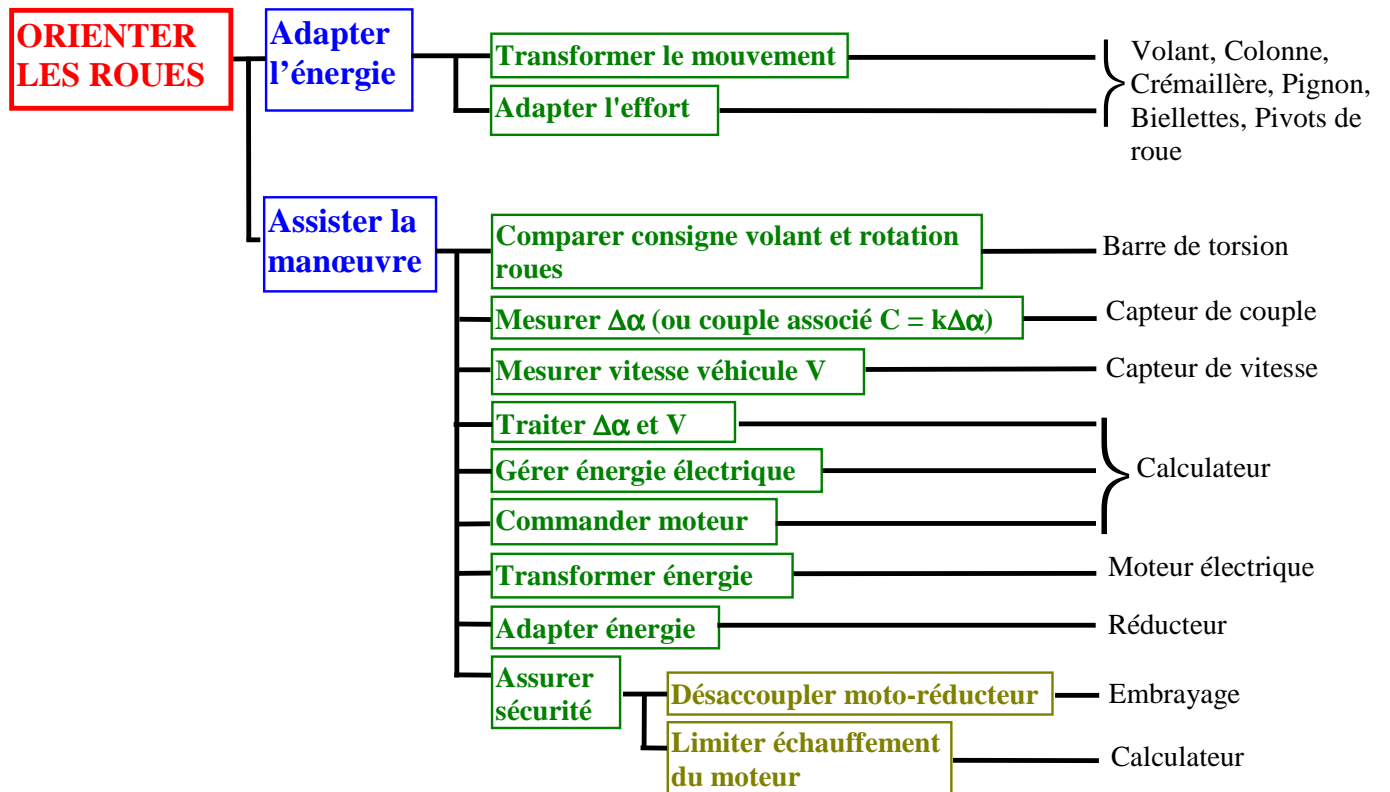 ORIENTER
LES ROUES
Adapter
l’énergie
Transformer le mouvement
Adapter l'effort
Volant, Colonne,
Crémaillère, Pignon,
Biellettes, Pivots de
roue
Assister la
manœuvre
Comparer consigne volant et rotation
roues
Barre de torsion
Mesurer Δα (ou couple associé C = kΔα)
Capteur de couple
Mesurer vitesse véhicule V
Capteur de vitesse
Traiter Δα et V
Gérer énergie électrique
Commander moteur
Calculateur
Transformer énergie
Moteur électrique
Adapter énergie
Réducteur
Assurer
sécurité
Désaccoupler moto-réducteur
Embrayage
Limiter échauffement
du moteur
Calculateur